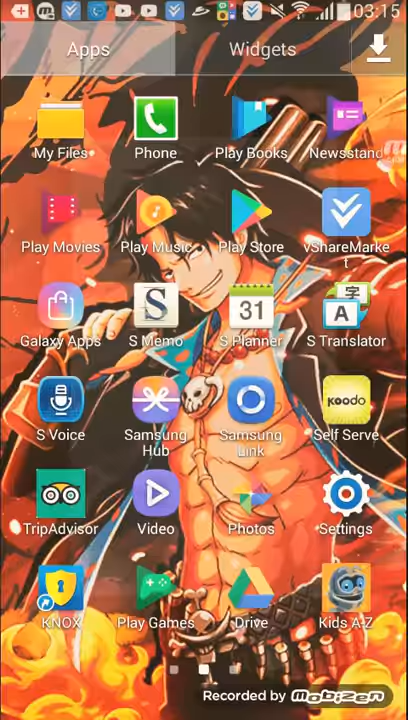 03:15
Apps Widgets
My Files Phone Play Books Newsstand
Play Movies Play Music Play Store vShareMarke
t
Galaxy Apps S Memo S Planner S Translator
S Voice Samsung Samsung Self Serve
Hub Link
TripAdvisor Video Photos Settings
KNOX Play Games Drive Kids A-Z
S
31
字
A
KOODO
Recorded by MOBIZEN